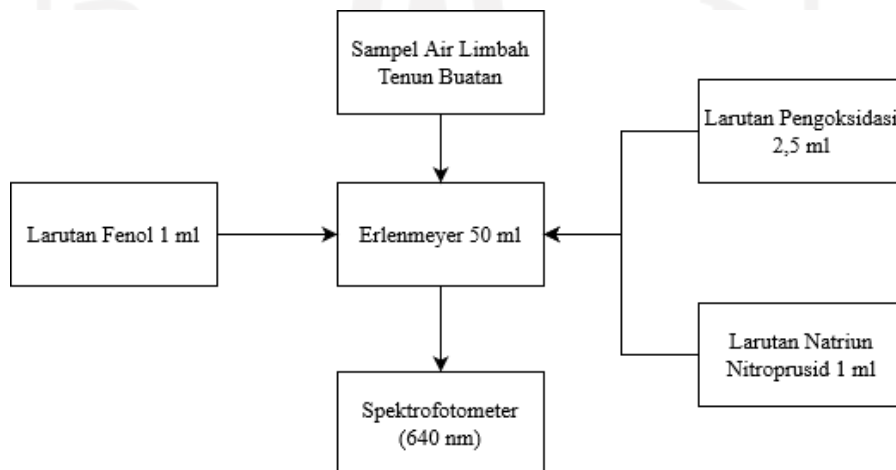 Sampel Air Limbah
Tenun Buatan
Larutan Pengoksidasi
2,5 ml
Larutan Fenol 1 ml
Erlenmeyer 50 ml
Larutan Natriun
Nitroprusid 1 ml
Spektrofotometer
(640 nm)